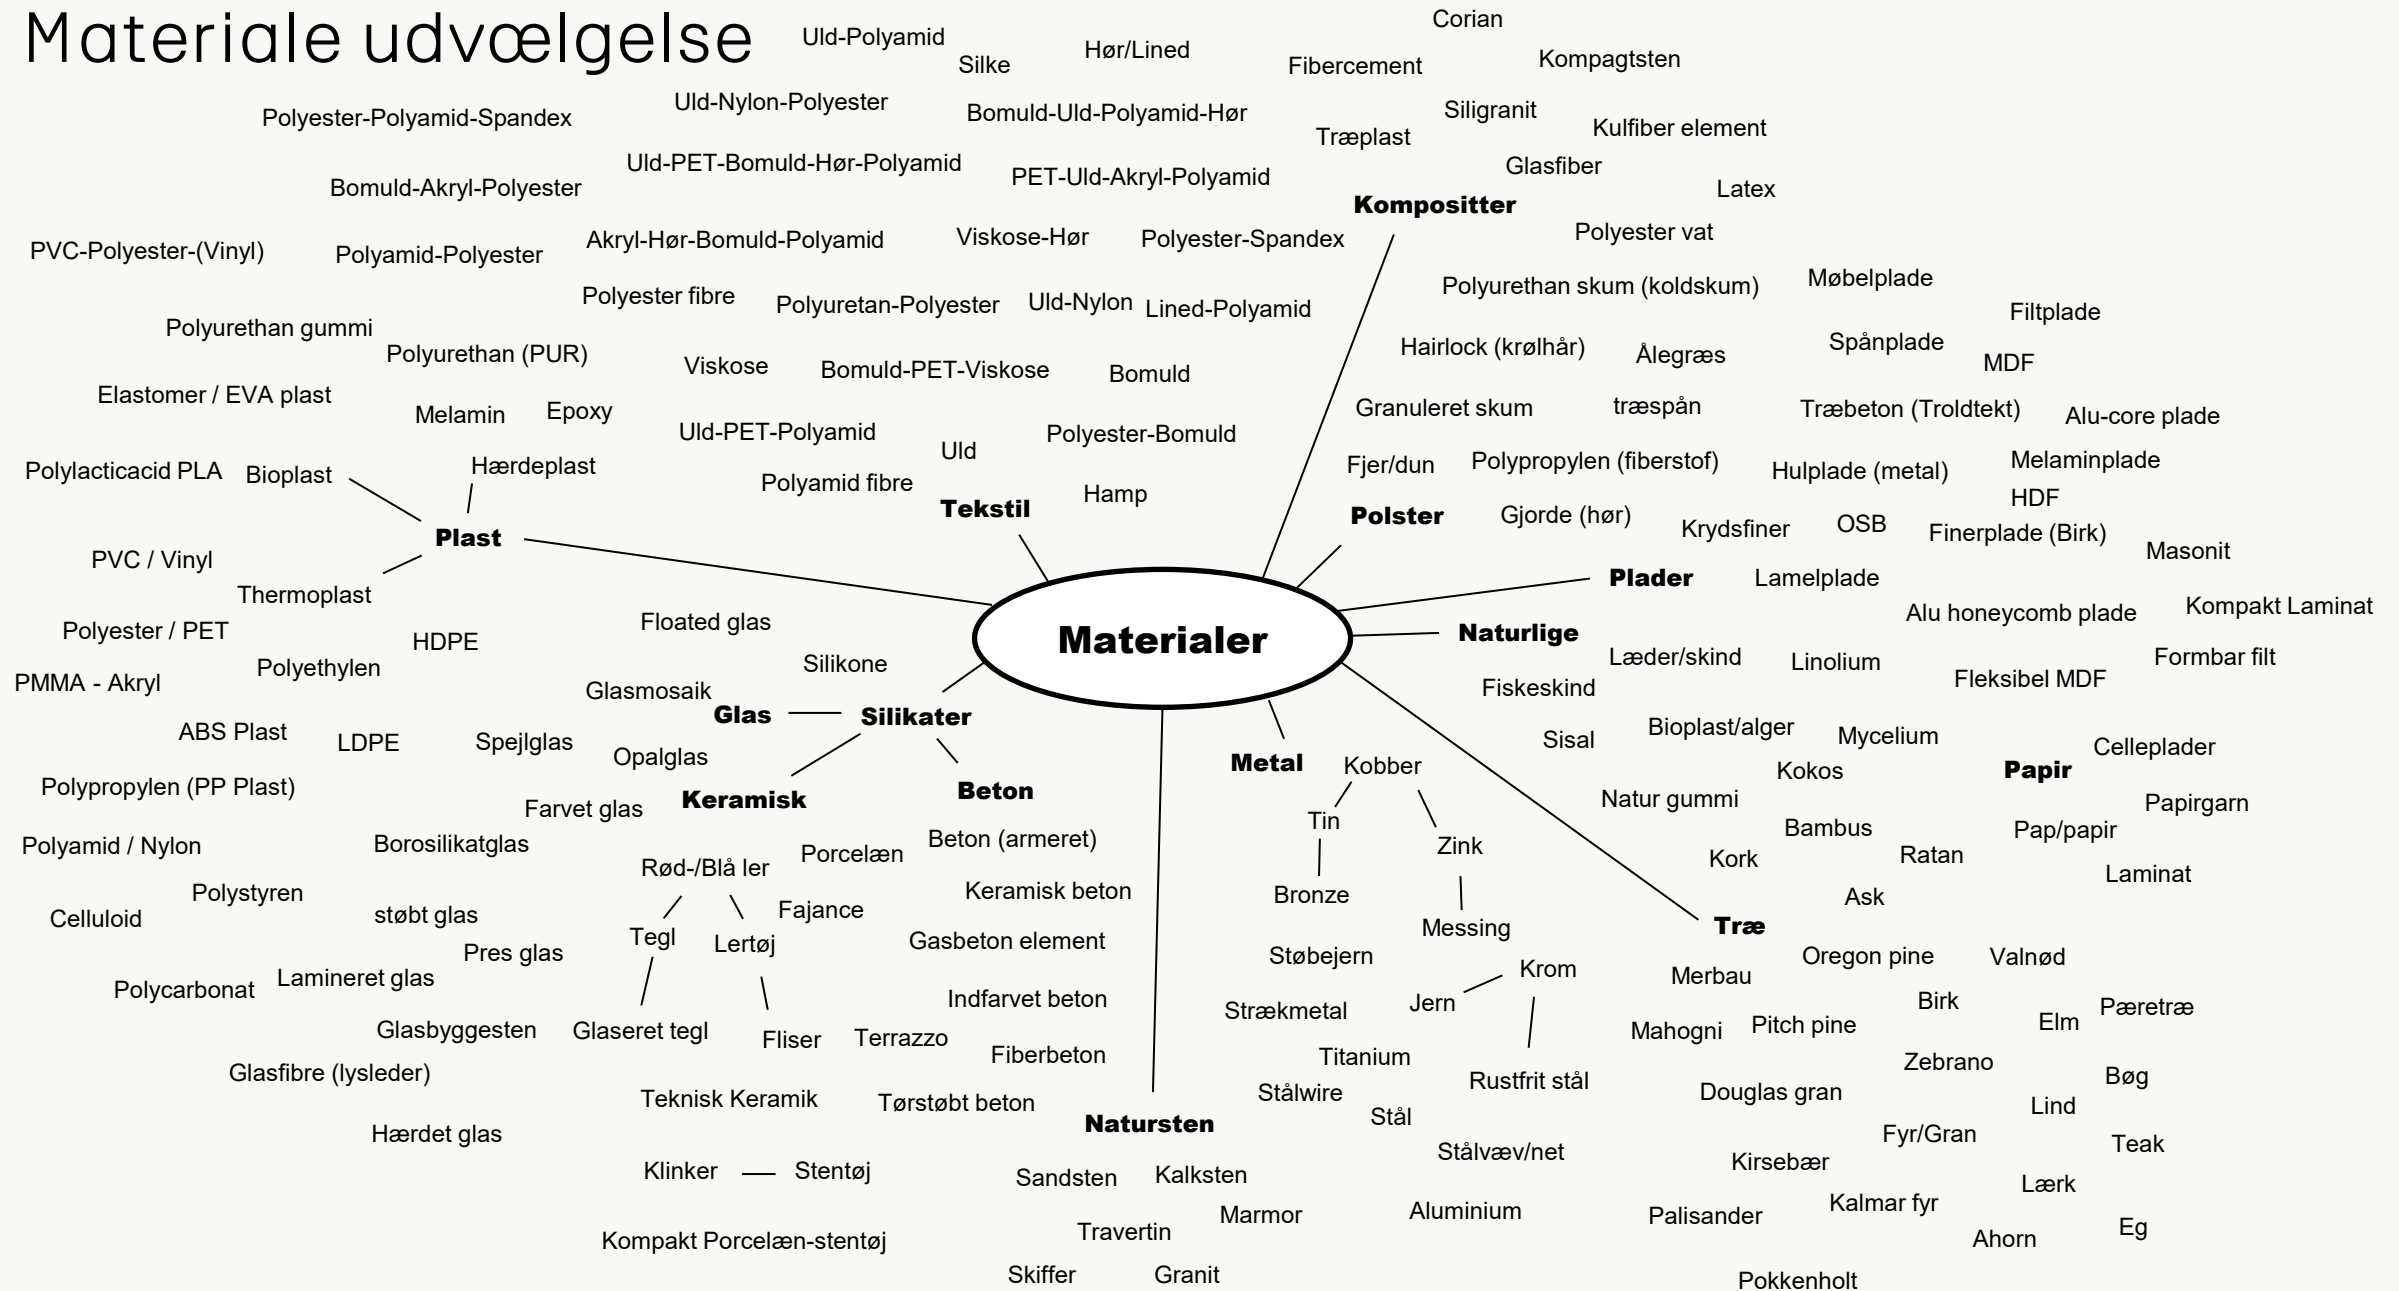 Materiale udvælgelse
Uld-Polyamid
Silke
Hør/Lined
Corian
Fibercement
Kompagtsten
Polyester-Polyamid-Spandex
Uld-Nylon-Polyester
Bomuld-Uld-Polyamid-Hør
Siligranit
Træplast
Kulfiber element
Uld-PET-Bomuld-Hør-Polyamid
PET-Uld-Akryl-Polyamid
Glasfiber
Bomuld-Akryl-Polyester
Latex
Kompositter
PVC-Polyester-(Vinyl)
Polyamid-Polyester
Akryl-Hør-Bomuld-Polyamid
Viskose-Hør
Polyester-Spandex
Polyester vat
Polyester fibre
Polyuretan-Polyester
Uld-Nylon
Lined-Polyamid
Polyurethan skum (koldskum)
Møbelplade
Filtplade
Polyurethan gummi
Polyurethan (PUR)
Viskose
Bomuld-PET-Viskose
Bomuld
Hairlock (krølhår)
Ålegræs
Spånplade
MDF
Elastomer / EVA plast
Melamin
Epoxy
Granuleret skum
træspån
Træbeton (Troldtekt)
Alu-core plade
Uld-PET-Polyamid
Uld
Polyester-Bomuld
Polylacticacid PLA
Bioplast
Hærdeplast
Polyamid fibre
Hamp
Fjer/dun
Polypropylen (fiberstof)
Hulplade (metal)
Melaminplade
HDF
Tekstil
Polster
Gjorde (hør)
Krydsfiner
OSB
Finerplade (Birk)
Masonit
Plast
PVC / Vinyl
Thermoplast
Plader
Lamelplade
Alu honeycomb plade
Kompakt Laminat
Polyester / PET
HDPE
Floated glas
Materialer
Naturlige
Læder/skind
Linolium
Formbar filt
Polyethylen
Silikone
PMMA - Akryl
Glasmosaik
Fiskeskind
Fleksibel MDF
Glas
Silikater
ABS Plast
LDPE
Spejlglas
Opalglas
Sisal
Bioplast/alger
Mycelium
Celleplader
Metal
Kobber
Kokos
Papir
Polypropylen (PP Plast)
Farvet glas
Keramisk
Beton
Tin
Natur gummi
Papirgarn
Polyamid / Nylon
Borosilikatglas
Rød-/Blå ler
Porcelæn
Beton (armeret)
Zink
Bambus
Pap/papir
Kork
Ratan
Laminat
Polystyren
Keramisk beton
Bronze
Ask
Celluloid
støbt glas
Fajance
Messing
Træ
Pres glas
Tegl
Lertøj
Gasbeton element
Støbejern
Krom
Oregon pine
Valnød
Polycarbonat
Lamineret glas
Merbau
Indfarvet beton
Strækmetal
Jern
Birk
Pæretræ
Glasbyggesten
Glaseret tegl
Fliser
Terrazzo
Mahogni
Pitch pine
Elm
Fiberbeton
Titanium
Zebrano
Glasfibre (lysleder)
Stålwire
Rustfrit stål
Bøg
Teknisk Keramik
Tørstøbt beton
Stål
Douglas gran
Lind
Hærdet glas
Natursten
Fyr/Gran
Teak
Stålvæv/net
Klinker
Stentøj
Sandsten
Kalksten
Kirsebær
Lærk
Kompakt Porcelæn-stentøj
Travertin
Marmor
Aluminium
Palisander
Kalmar fyr
Ahorn
Eg
Skiffer
Granit
Pokkenholt